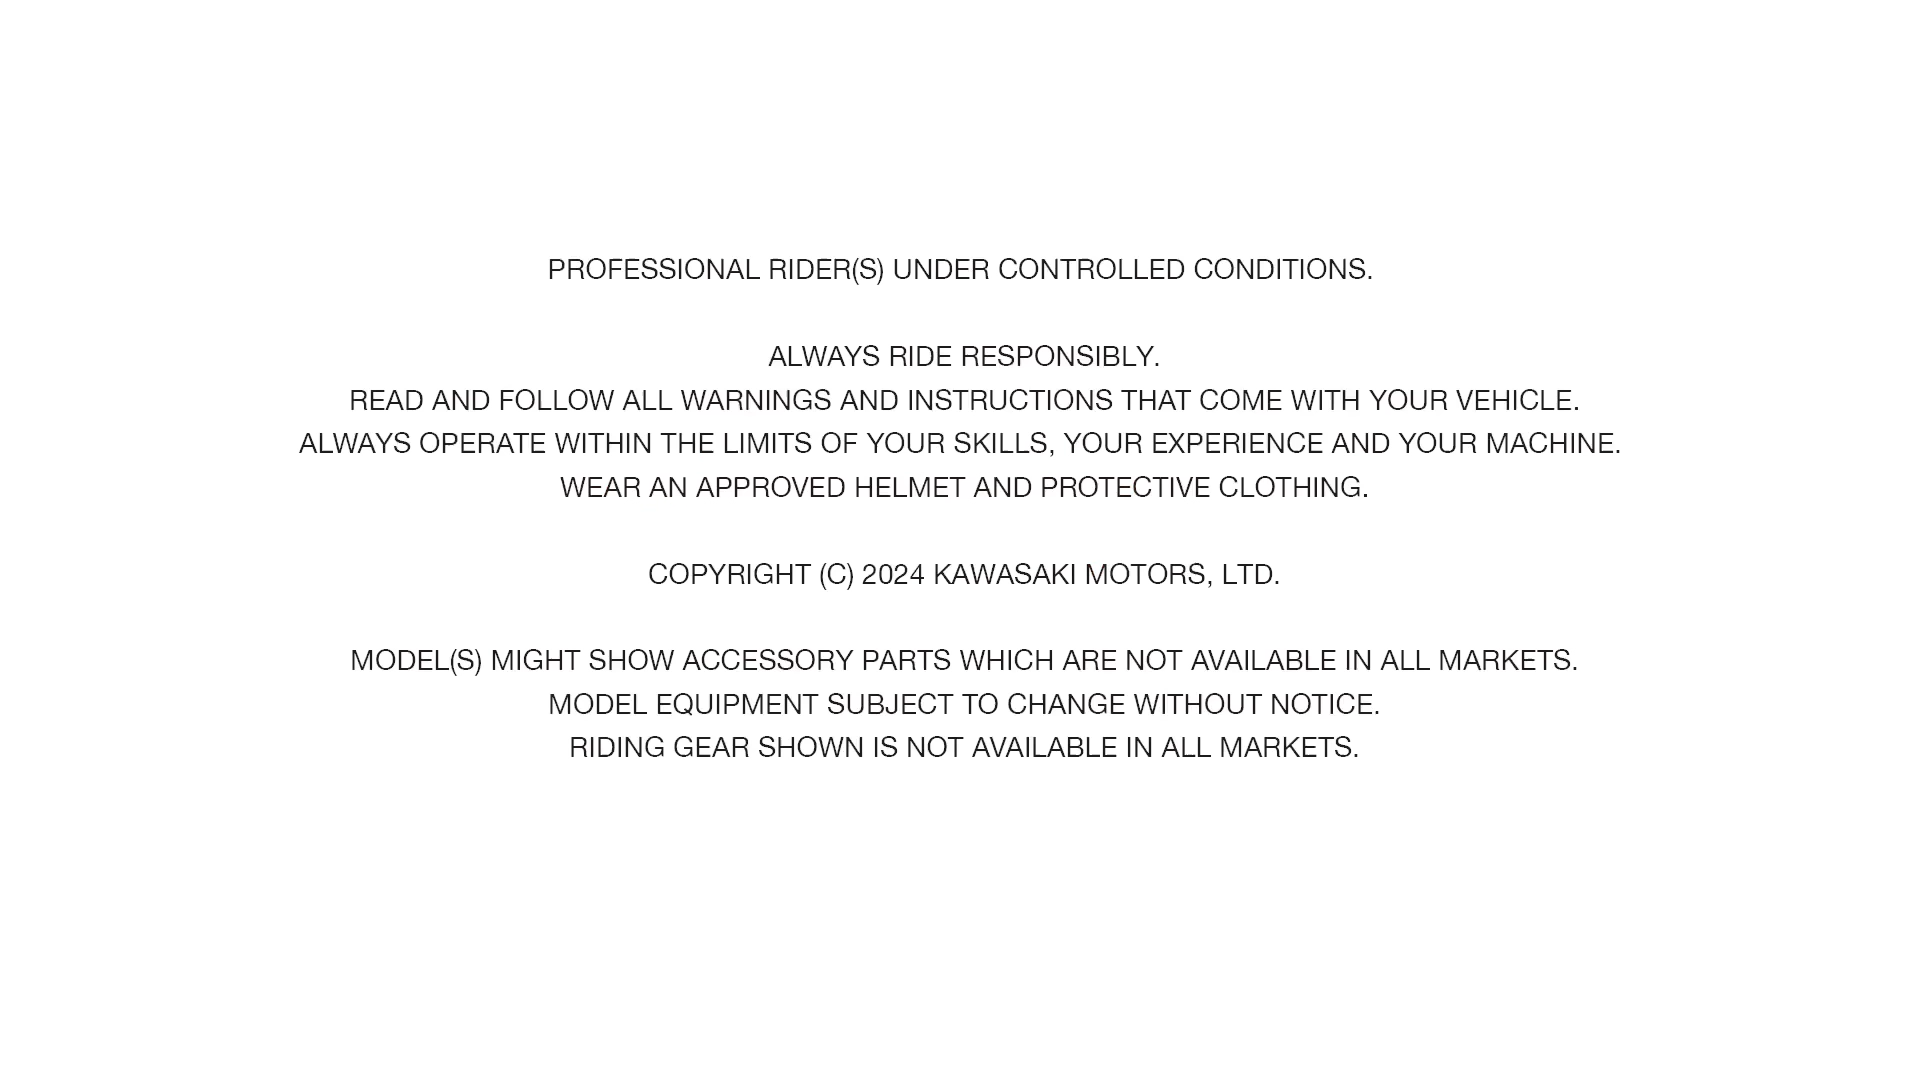 PROFESSIONAL RIDER(S) UNDER CONTROLLED CONDITIONS.
ALWAYS RIDE RESPONSIBLY.
READ AND FOLLOW ALL WARNINGS AND INSTRUCTIONS THAT COME WITH YOUR VEHICLE.
ALWAYS OPERATE WITHIN THE LIMITS OF YOUR SKILLS, YOUR EXPERIENCE AND YOUR MACHINE.
WEAR AN APPROVED HELMET AND PROTECTIVE CLOTHING.
COPYRIGHT (C) 2024 KAWASAKI MOTORS, LTD.
MODEL(S) MIGHT SHOW ACCESSORY PARTS WHICH ARE NOT AVAILABLE IN ALL MARKETS.
MODEL EQUIPMENT SUBJECT TO CHANGE WITHOUT NOTICE.
RIDING GEAR SHOWN IS NOT AVAILABLE IN ALL MARKETS.